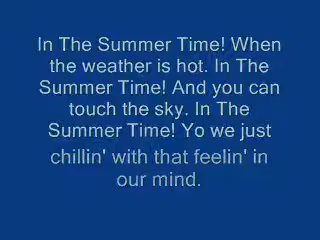 In The Summer Time! When
the weather is hot. In The
Summer Time! And you can
touch the sky. In The
Summer Time! Yo we just
chillin' with that feelin' in
our mind.